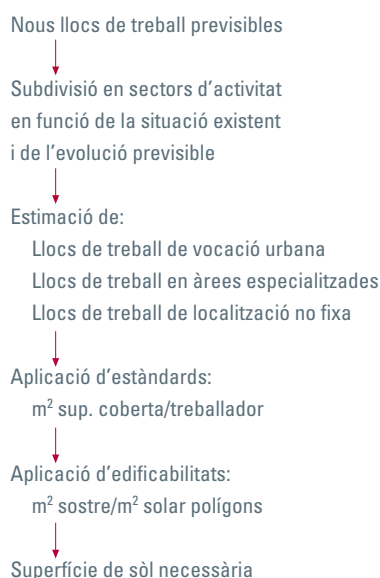 Nous llocs de treball previsibles
Subdivisió en sectors d'activitat
en funció de la situació existent
i de l'evolució previsible
Estimació de:
Llocs de treball de vocació urbana
Llocs de treball en àrees especialitzades
Llocs de treball de localització no fixa
Aplicació d'estàndards:
m² sup. coberta/treballador
Aplicació d'edificabilitats:
m² sostre/m² solar polígons
Superfície de sòl necessària